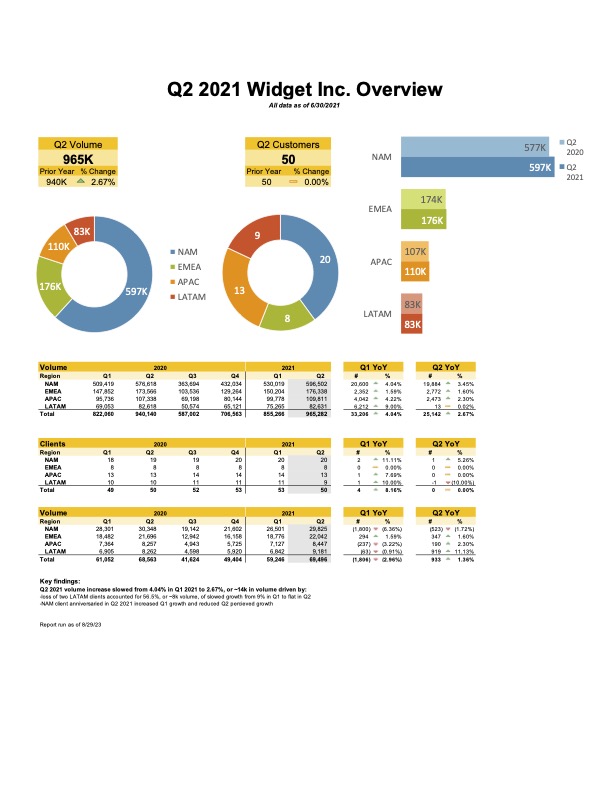 Q2 2021 Widget Inc. Overview
All data as of 6/30/2021
Q2 Volume
965K
Prior Year % Change
940K 2.67%
Q2 Customers
50
Prior Year % Change
50 0.00%
NAM 577K 597K
EMEA 174K 176K
APAC 107K 110K
LATAM 83K 83K
Q2 2020
Q2 2021
83K
110K
176K
597K
NAM
EMEA
APAC
LATAM
9
20
13
8
Volume 2020 2021 Q1 YoY Q2 YoY
Region Q1 Q2 Q3 Q4 Q1 Q2 # % # %
NAM 509,419 576,618 363,694 432,034 530,019 596,502 20,600 4.04% 19,884 3.45%
EMEA 147,852 173,566 103,536 129,264 150,204 176,338 2,352 1.59% 2,772 1.60%
APAC 95,736 107,338 69,198 80,144 99,778 109,811 4,042 4.22% 2,473 2.30%
LATAM 69,053 82,618 50,574 65,121 75,265 82,631 6,212 9.00% 13 0.02%
Total 822,060 940,140 587,002 706,563 855,266 965,282 33,206 4.04% 25,142 2.67%
Clients 2020 2021 Q1 YoY Q2 YoY
Region Q1 Q2 Q3 Q4 Q1 Q2 # % # %
NAM 18 19 19 20 20 20 2 11.11% 1 5.26%
EMEA 8 8 8 8 8 8 0 0.00% 0 0.00%
APAC 13 13 14 14 14 13 1 7.69% 0 0.00%
LATAM 10 10 11 11 11 9 1 10.00% -1 (10.00%)
Total 49 50 52 53 53 50 4 8.16% 0 0.00%
Volume 2020 2021 Q1 YoY Q2 YoY
Region Q1 Q2 Q3 Q4 Q1 Q2 # % # %
NAM 28,301 30,348 19,142 21,602 26,501 29,825 (1,800) (6.36%) (523) (1.72%)
EMEA 18,482 21,696 12,942 16,158 18,776 22,042 294 1.59% 347 1.60%
APAC 7,364 8,257 4,943 5,725 7,127 8,447 (237) (3.22%) 190 2.30%
LATAM 6,905 8,262 4,598 5,920 6,842 9,181 (63) (0.91%) 919 11.13%
Total 61,052 68,563 41,624 49,404 59,246 69,496 (1,806) (2.96%) 933 1.36%
Key findings:
Q2 2021 volume increase slowed from 4.04% in Q1 2021 to 2.67%, or ~14k in volume driven by:
-loss of two LATAM clients accounted for 56.5%, or ~8k volume, of slowed growth from 9% in Q1 to flat in Q2
-NAM client anniversaried in Q2 2021 increased Q1 growth and reduced Q2 percieved growth
Report run as of 8/29/23